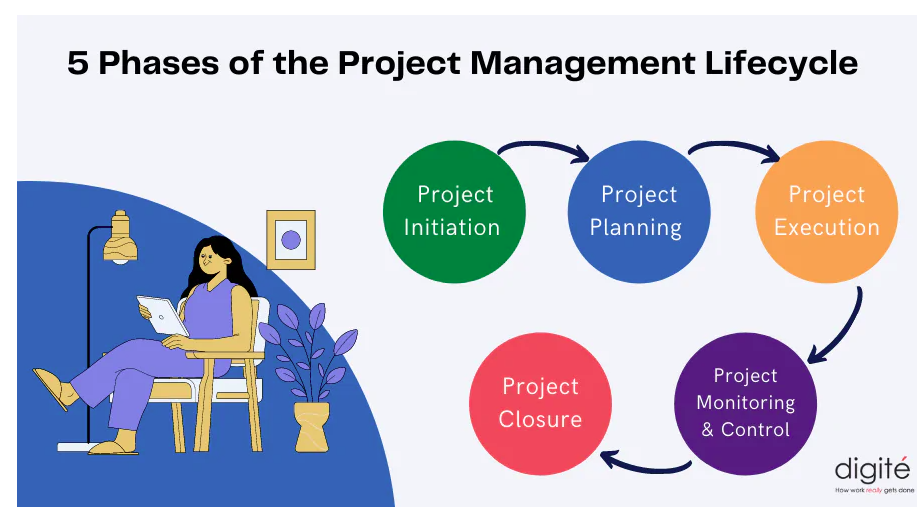 5 Phases of the Project Management Lifecycle
Project
Initiation
Project
Planning
Project
Execution
Project
Monitoring
& Control
Project
Closure
digité
How work really gets done